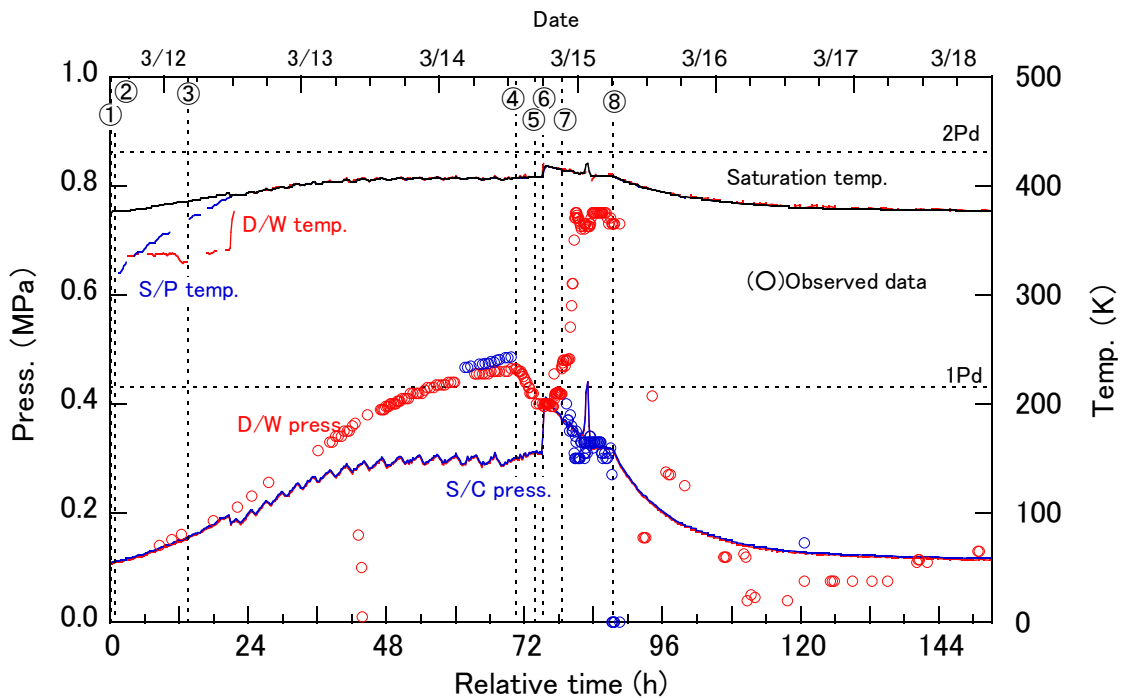 Date
3/12 3/13 3/14 3/15 3/16 3/17 3/18
1.0 500
② ③ ④ ⑥ ⑧
① ⑤ ⑦
2Pd
0.8 Saturation temp. 400
D/W temp.
S/P temp. (○)Observed data
0.6 300
Press. (MPa) Temp. (K)
1Pd
0.4 200
D/W press.
S/C press.
0.2 100
0.0 0
0 24 48 72 96 120 144
Relative time (h)